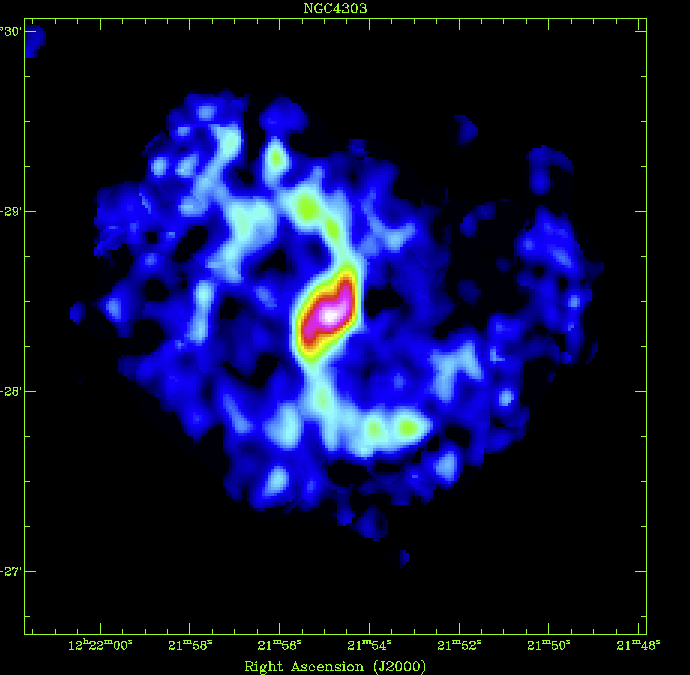 NGC4303
30'
29'
28'
27'
12ʰ22ᵐ00ˢ 21ᵐ58ˢ 21ᵐ56ˢ 21ᵐ54ˢ 21ᵐ52ˢ 21ᵐ50ˢ 21ᵐ48ˢ
Right Ascension (J2000)